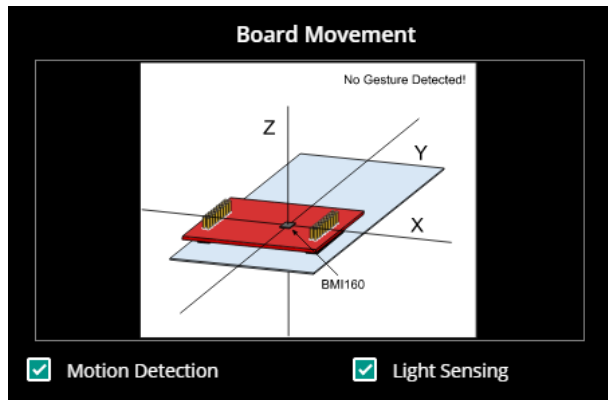 Board Movement
No Gesture Detected!
Z
Y
X
BMI160
Motion Detection
Light Sensing